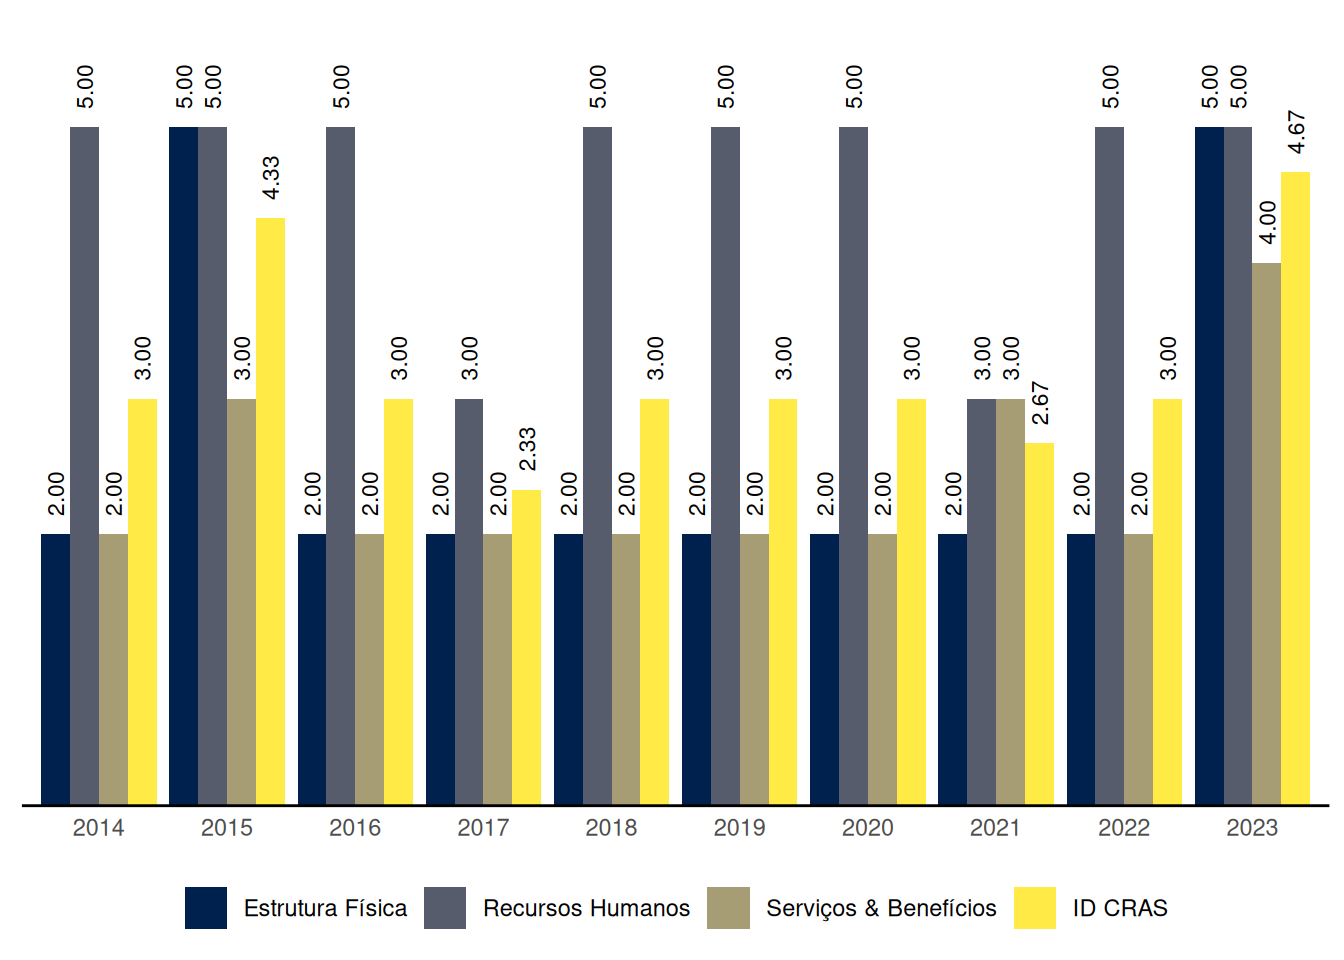 5.00 5.00 5.00 5.00 5.00 5.00 5.00 5.00 5.00 5.00
4.67
4.33
4.00
3.00 3.00 3.00 3.00 3.00 3.00 3.00 3.00 3.00 3.00
2.67
2.33
2.00 2.00 2.00 2.00 2.00 2.00 2.00 2.00 2.00 2.00 2.00 2.00 2.00 2.00 2.00
2014 2015 2016 2017 2018 2019 2020 2021 2022 2023
Estrutura Física Recursos Humanos Serviços & Benefícios ID CRAS